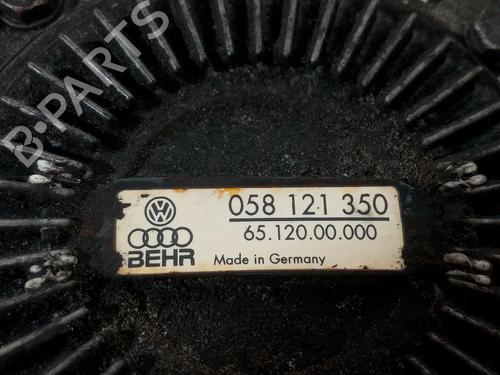 B-PARTS
058 121 350
65.120.00.000
BEHR
Made in Germany